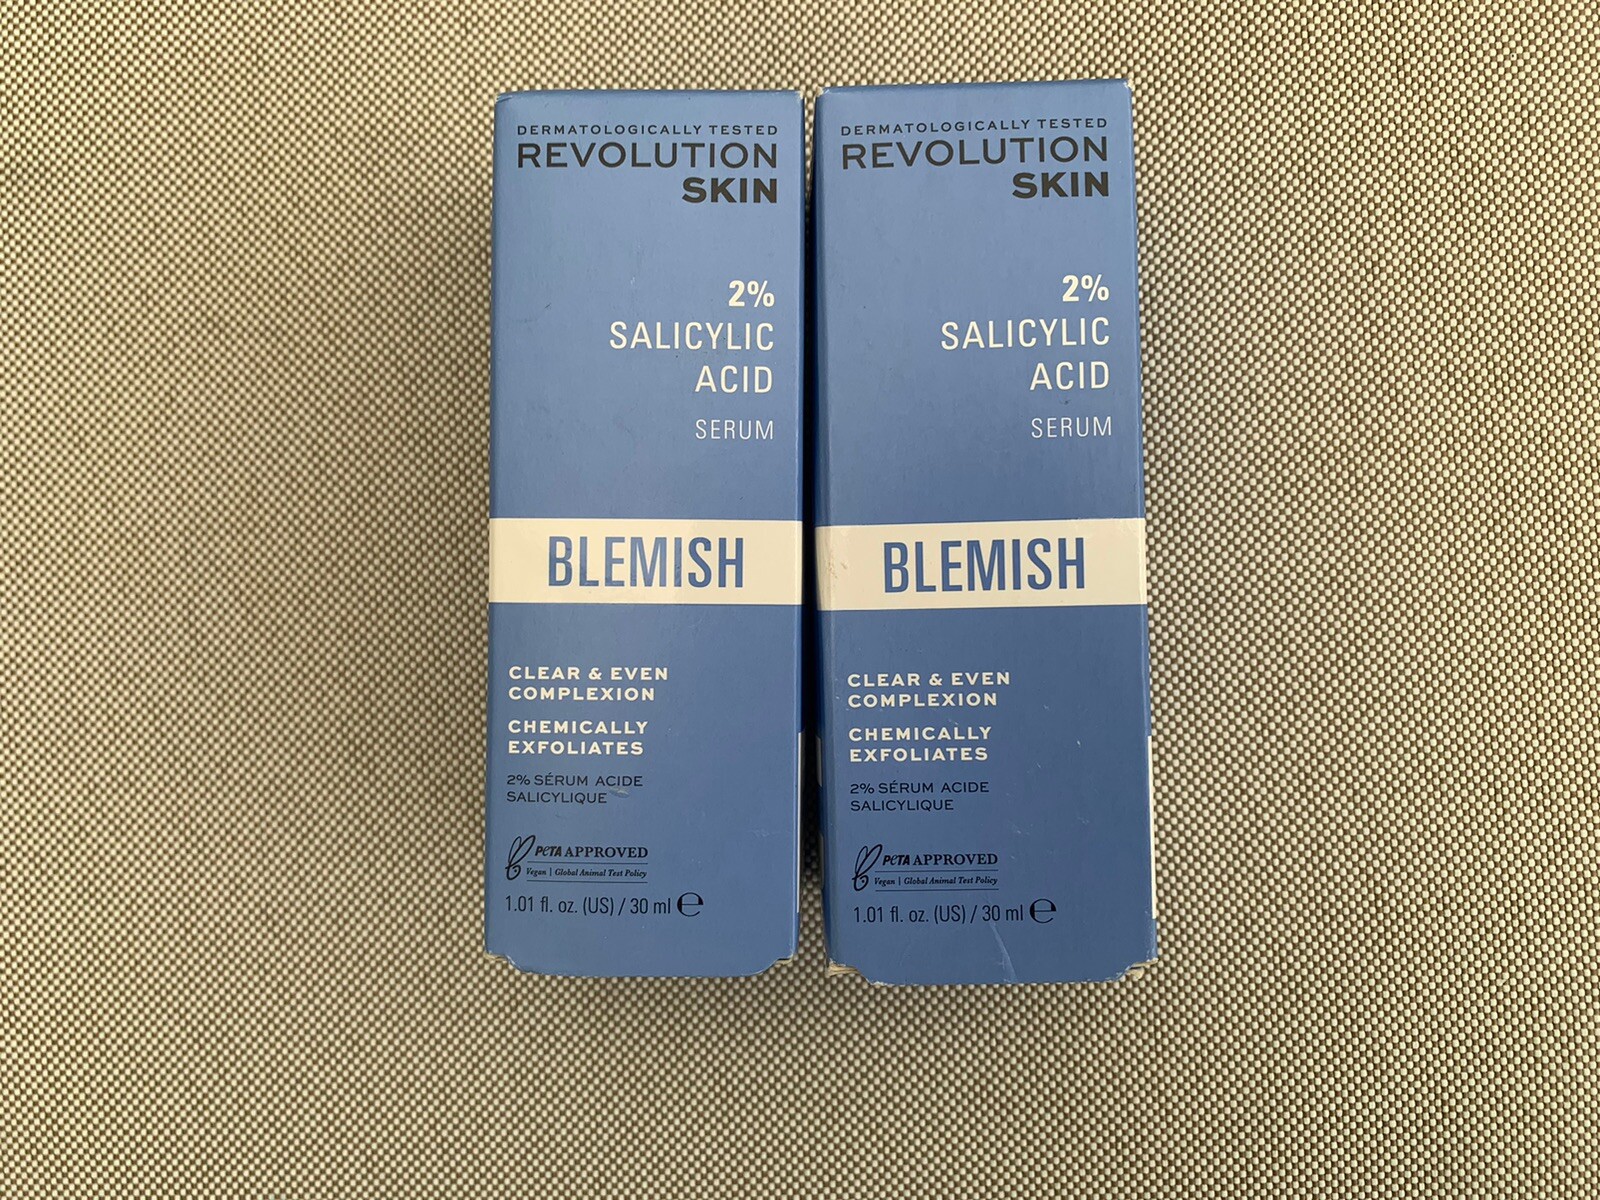 DERMATOLOGICALLY TESTED
REVOLUTION
SKIN
2%
SALICYLIC
ACID
SERUM
BLEMISH
CLEAR & EVEN
COMPLEXION
CHEMICALLY
EXFOLIATES
2% SÉRUM ACIDE
SALICYLIQUE
PETA APPROVED
Vegan | Global Animal Test Policy
1.01 fl. oz. (US) / 30 ml ℮
DERMATOLOGICALLY TESTED
REVOLUTION
SKIN
2%
SALICYLIC
ACID
SERUM
BLEMISH
CLEAR & EVEN
COMPLEXION
CHEMICALLY
EXFOLIATES
2% SÉRUM ACIDE
SALICYLIQUE
PETA APPROVED
Vegan | Global Animal Test Policy
1.01 fl. oz. (US) / 30 ml ℮